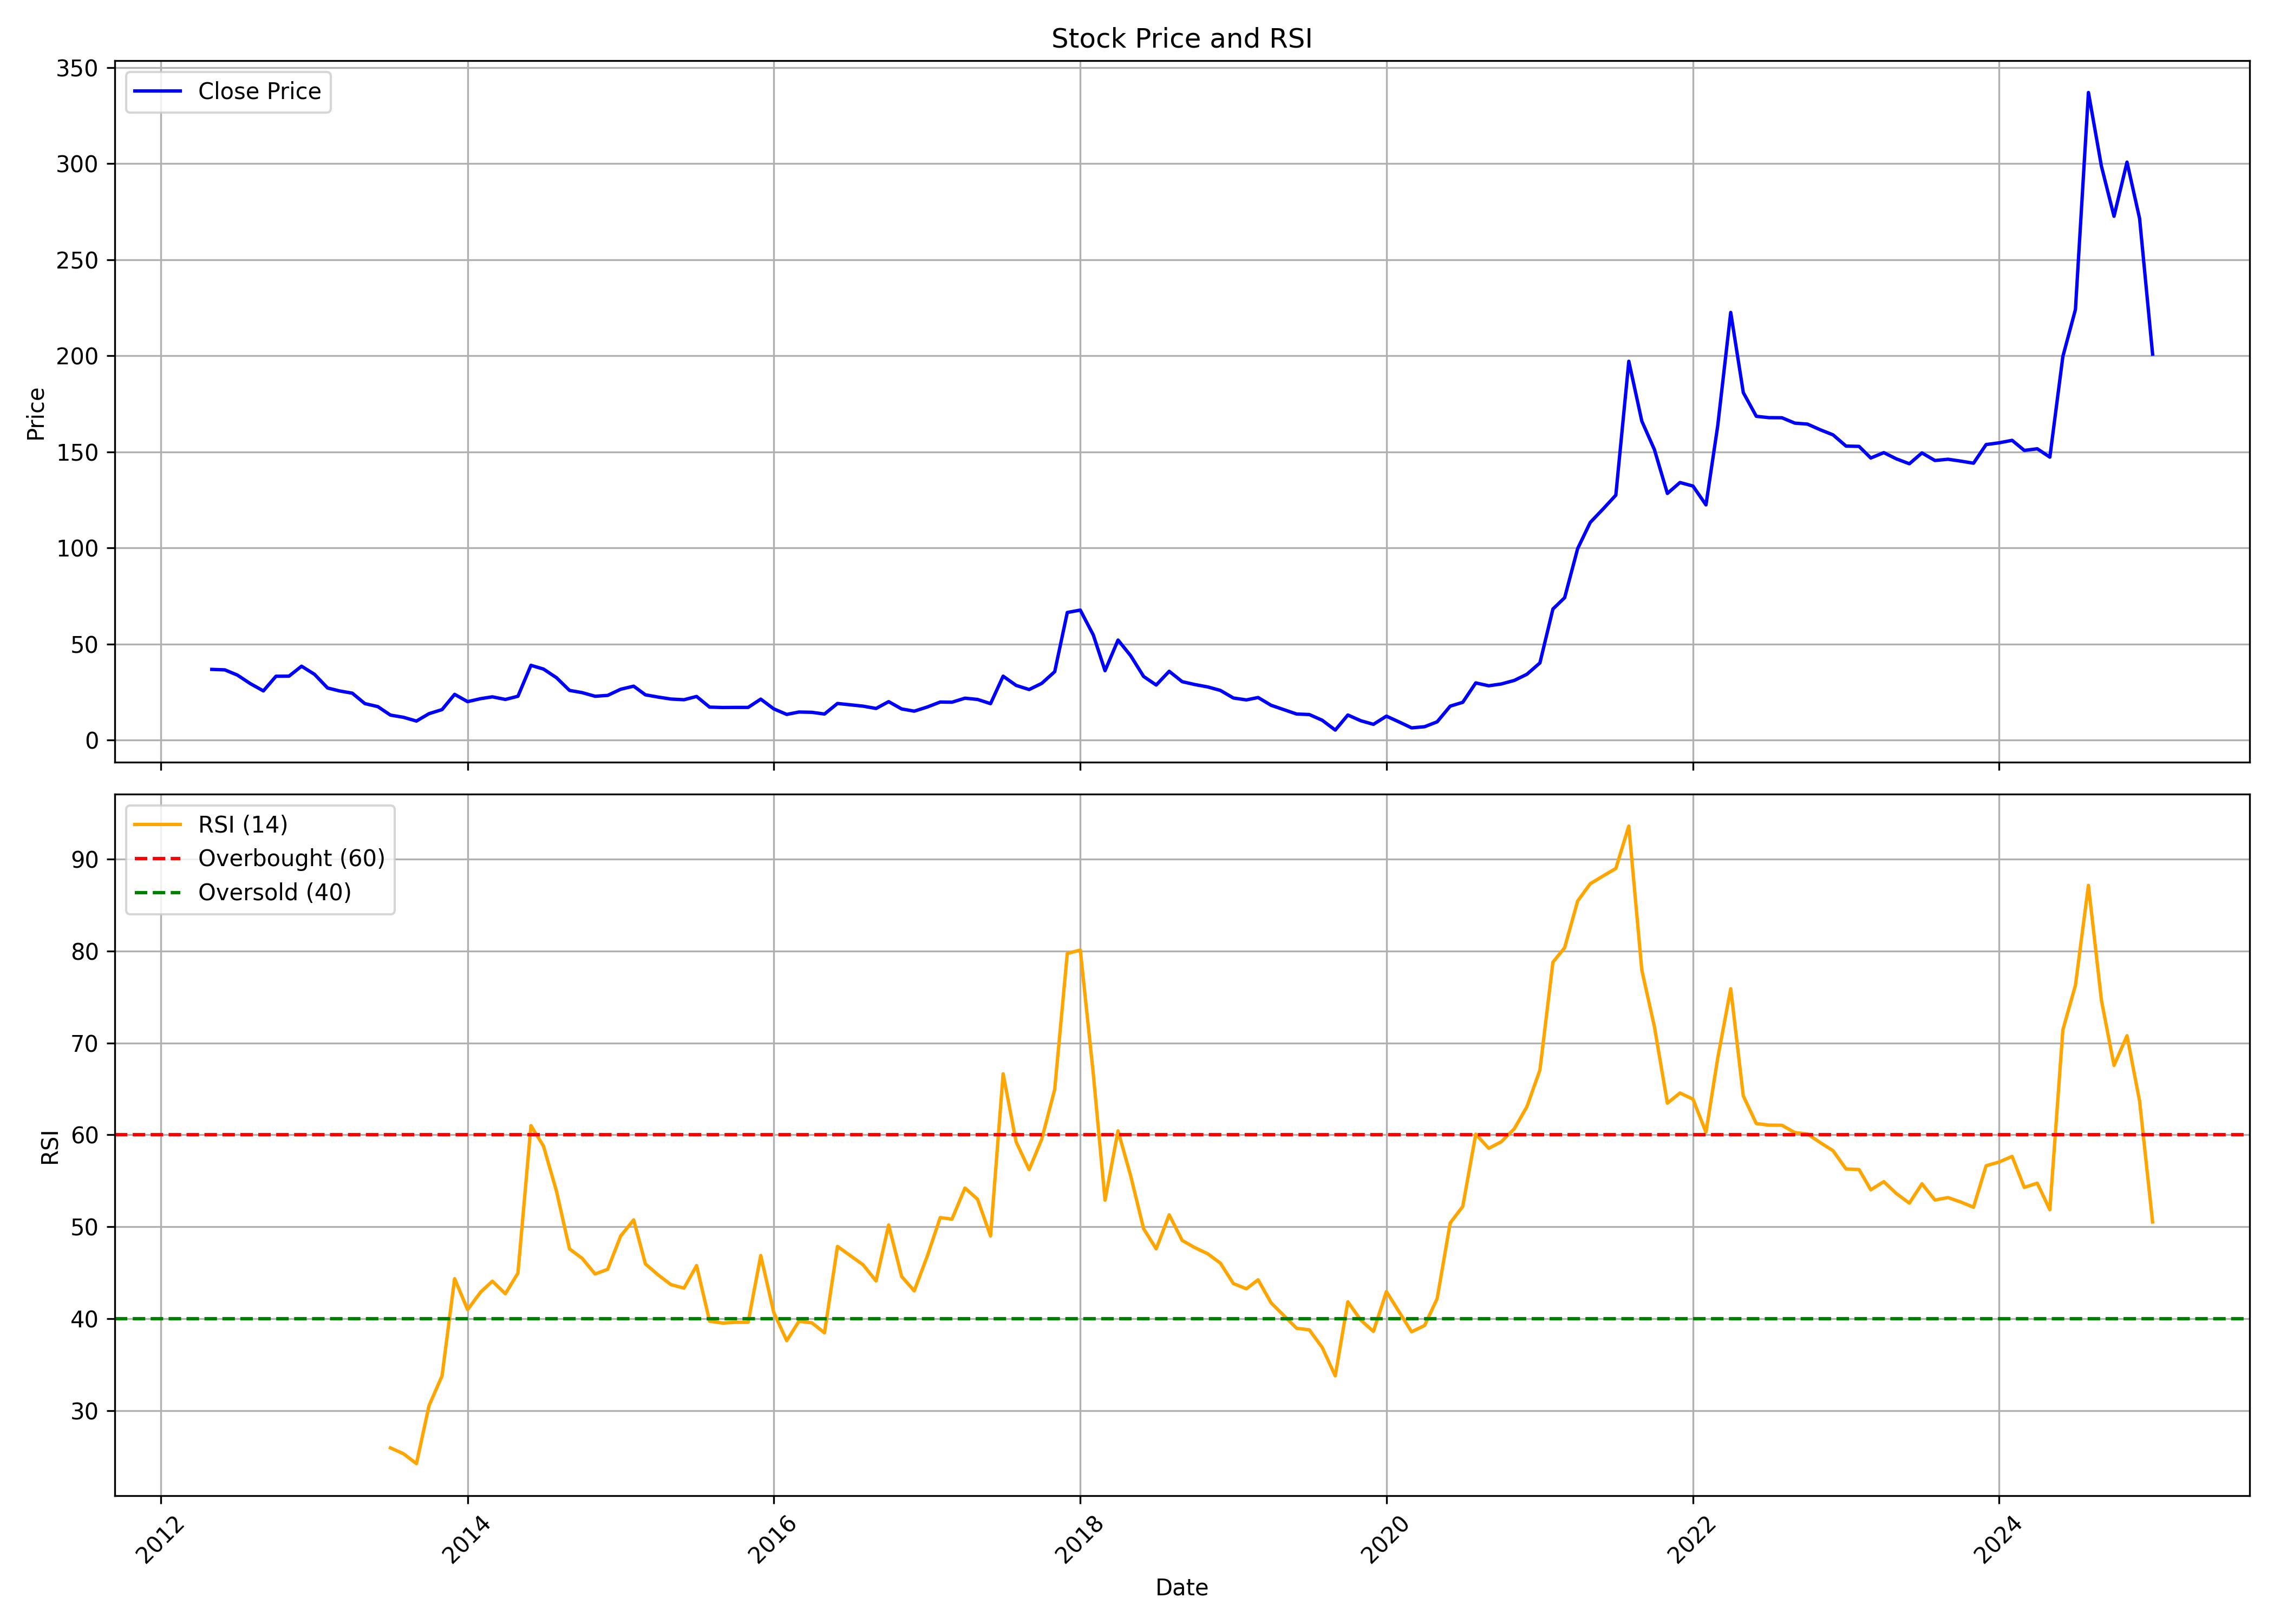 Stock Price and RSI
350
300
250
200
150
100
50
0
Price
Close Price
90
80
70
60
50
40
30
RSI
RSI (14)
Overbought (60)
Oversold (40)
2012
2014
2016
2018
2020
2022
2024
Date